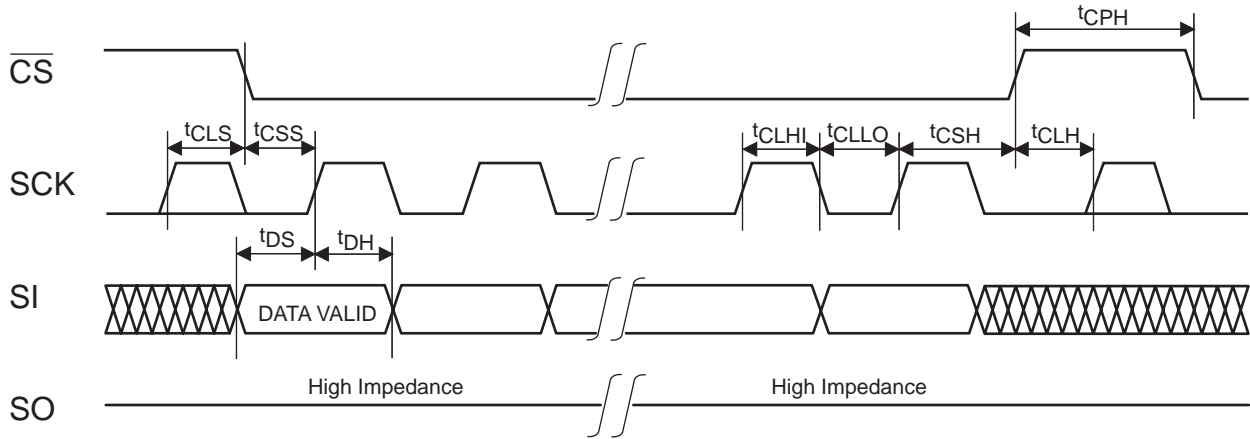 tCPH
CS
tCLS tCSS tCLHI tCLLO tCSH tCLH
SCK
tDS tDH
SI
DATA VALID
High Impedance High Impedance
SO